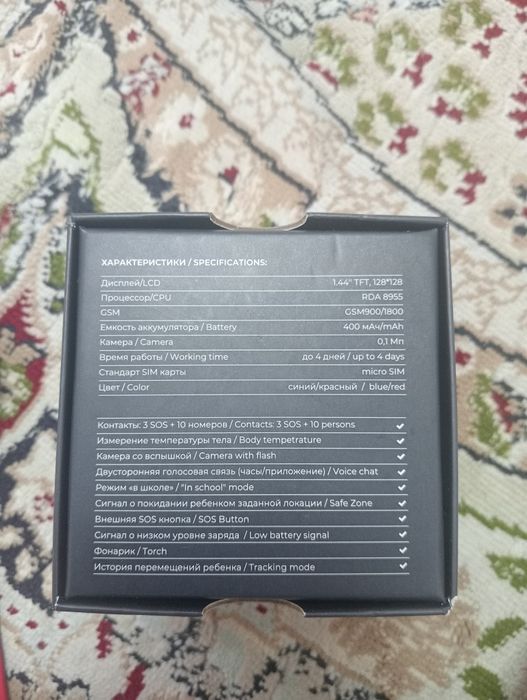 ХАРАКТЕРИСТИКИ / SPECIFICATIONS:
Дисплей/LCD 1.44" TFT, 128*128
Процессор/CPU RDA 8955
GSM GSM900/1800
Емкость аккумулятора / Battery 400 мАч/mAh
Камера / Camera 0,1 Мп
Время работы / Working time до 4 дней / up to 4 days
Стандарт SIM карты micro SIM
Цвет / Color синий/красный / blue/red
Контакты: 3 SOS + 10 номеров / Contacts: 3 SOS + 10 persons
Измерение температуры тела / Body tempetrature
Камера со вспышкой / Camera with flash
Двусторонняя голосовая связь (часы/приложение) / Voice chat
Режим «в школе» / "In school" mode
Сигнал о покидании ребенком заданной локации / Safe Zone
Внешняя SOS кнопка / SOS Button
Сигнал о низком уровне заряда / Low battery signal
Фонарик / Torch
История перемещений ребенка / Tracking mode